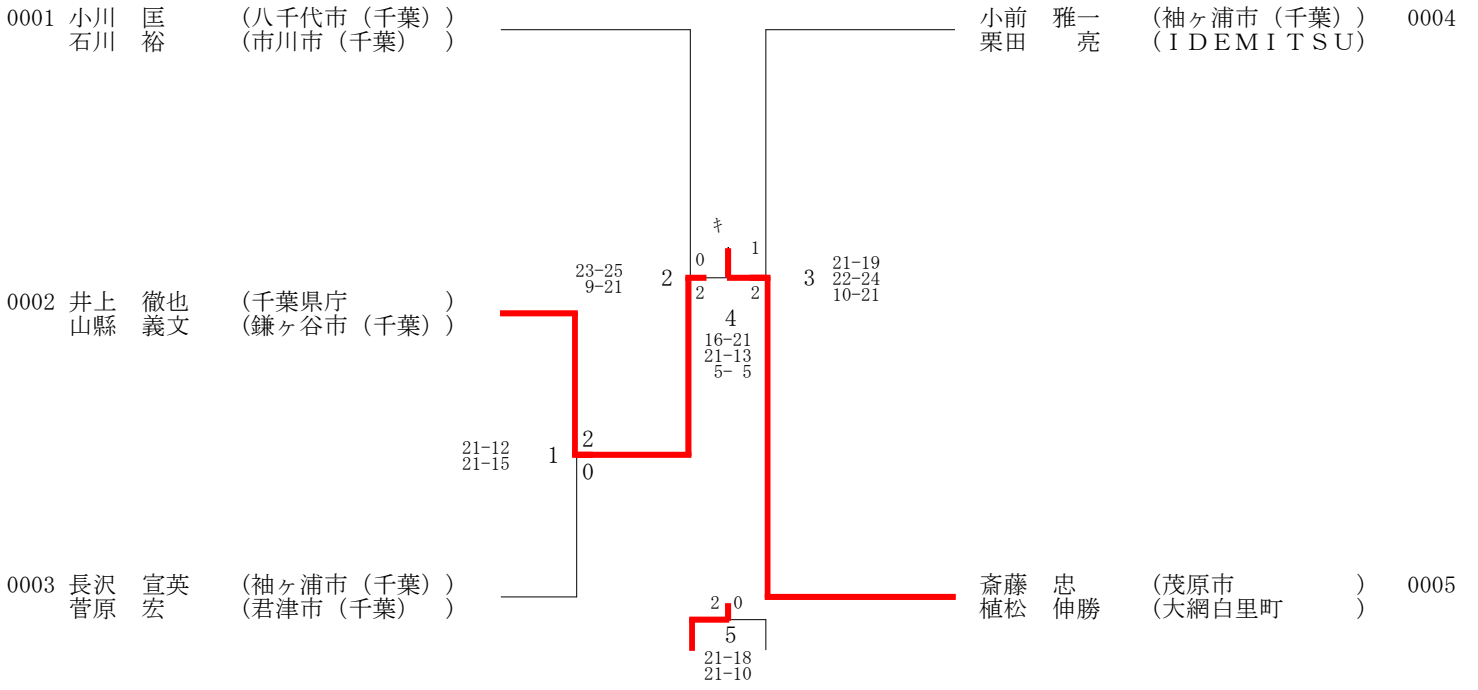 0001 小川 匡 (八千代市（千葉） )
石川 裕 (市川市（千葉） )
小前 雅一 (袖ヶ浦市（千葉） ) 0004
栗田 亮 (ＩＤＥＭＩＴＳＵ)
ｷ
1
0
23-25
9-21
2
2
2
3
21-19
22-24
10-21
0002 井上 徹也 (千葉県庁 )
山縣 義文 (鎌ヶ谷市（千葉） )
4
16-21
21-13
5- 5
21-12
21-15
1
2
0
0003 長沢 宣英 (袖ヶ浦市（千葉） )
菅原 宏 (君津市（千葉） )
斎藤 忠 (茂原市 ) 0005
植松 伸勝 (大網白里町 )
2 0
5
21-18
21-10